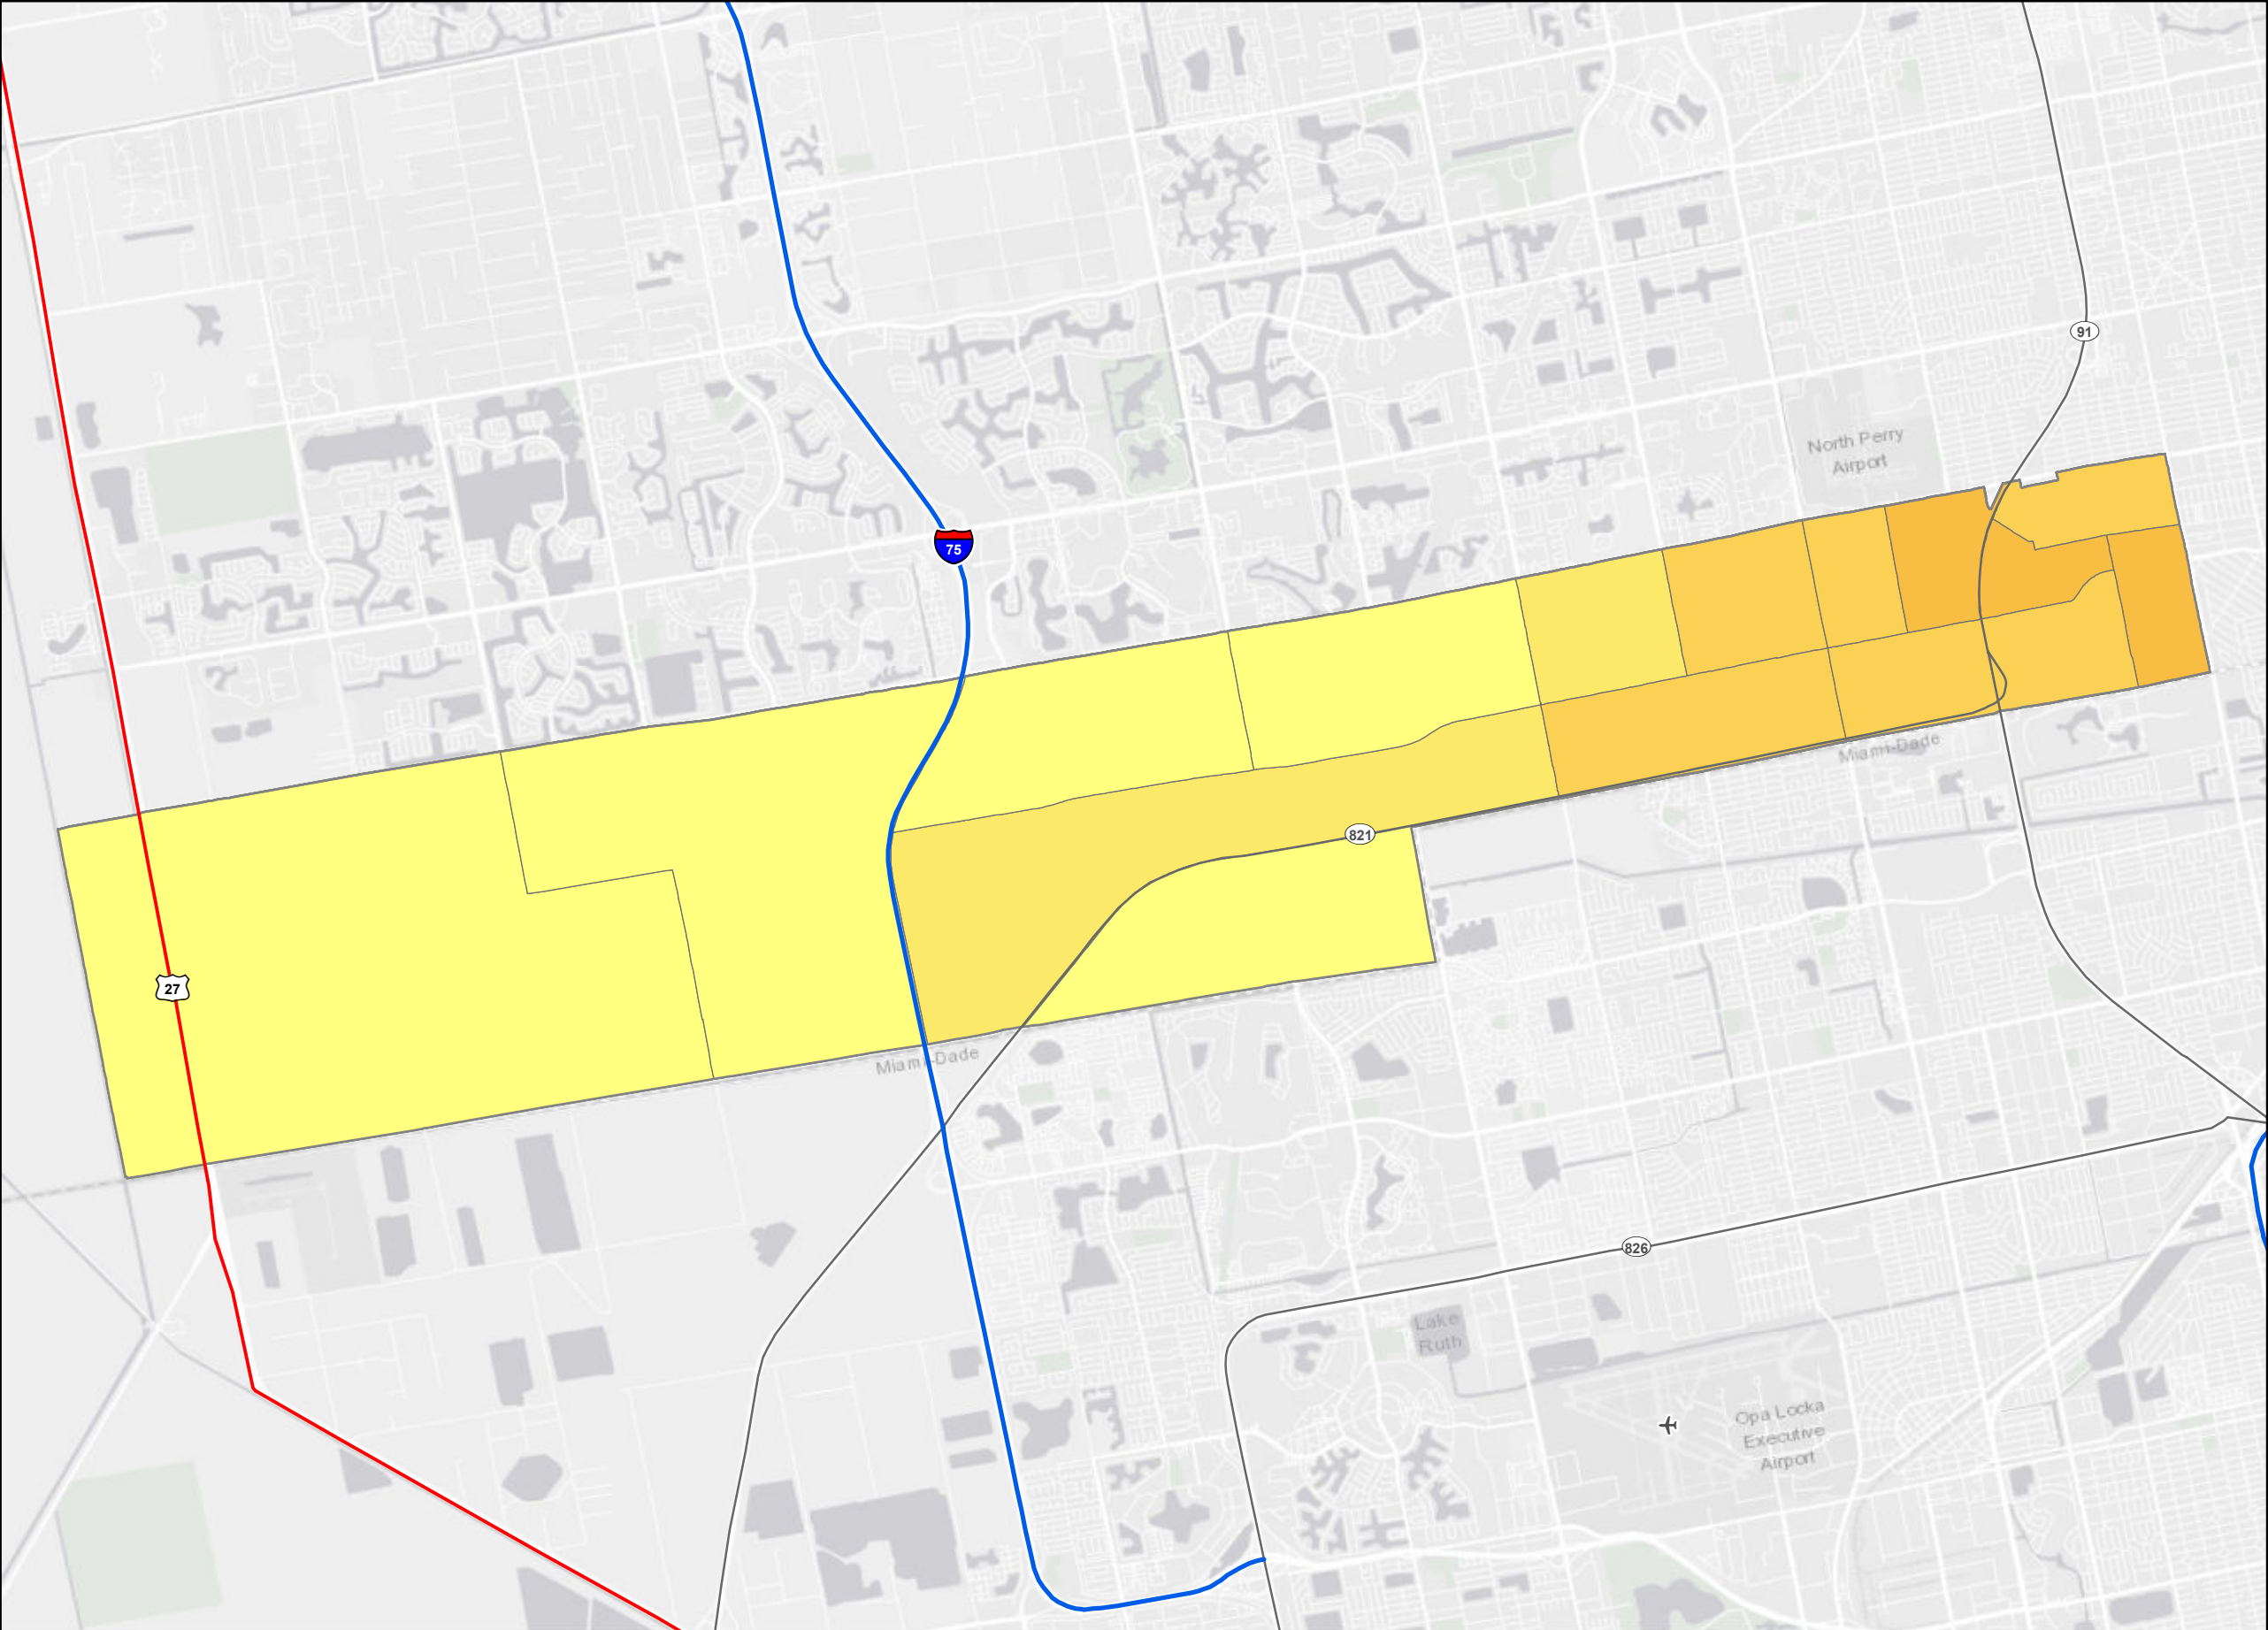 91
North Perry
Airport
75
Miami-Dade
821
27
Miami-Dade
826
Lake
Ruth
Opa Locka
Executive
Airport